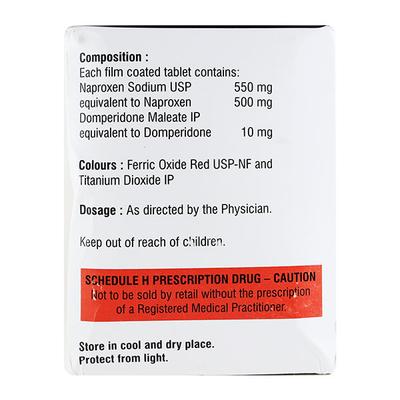 Composition :
Each film coated tablet contains:
Naproxen Sodium USP 550 mg
equivalent to Naproxen 500 mg
Domperidone Maleate IP
equivalent to Domperidone 10 mg
Colours : Ferric Oxide Red USP-NF and
Titanium Dioxide IP
Dosage : As directed by the Physician.
Keep out of reach of children.
SCHEDULE H PRESCRIPTION DRUG – CAUTION
Not to be sold by retail without the prescription
of a Registered Medical Practitioner.
Store in cool and dry place.
Protect from light.